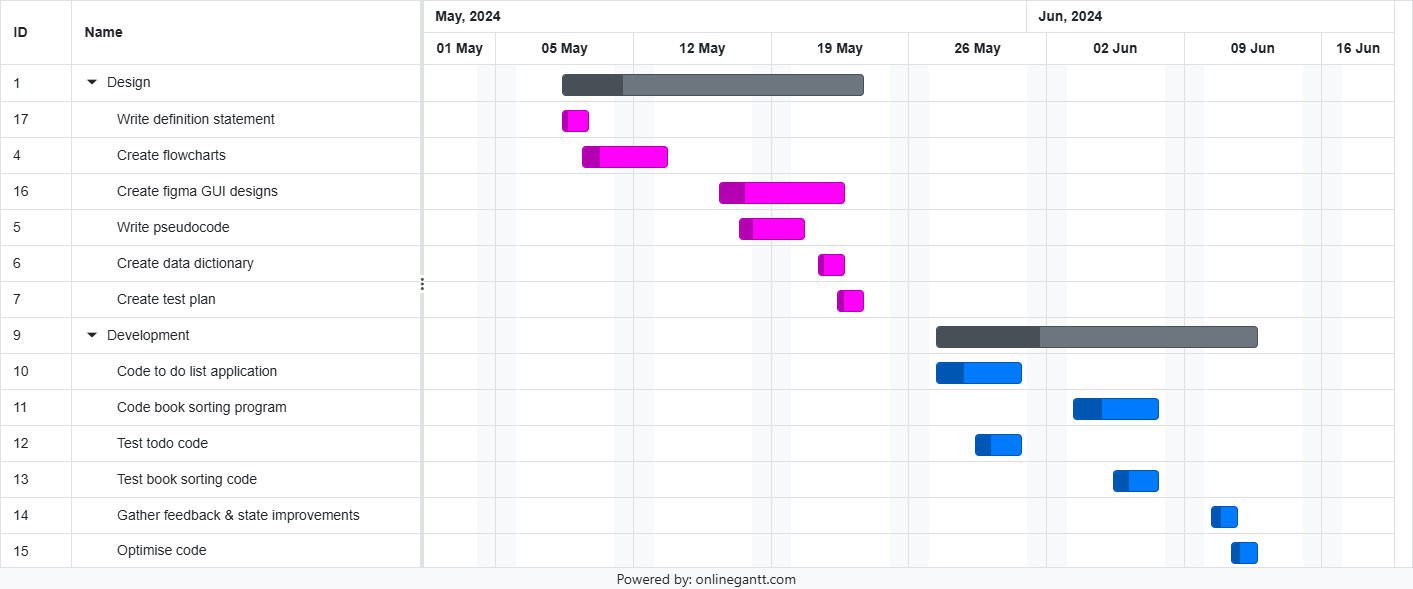 ID Name May, 2024 Jun, 2024
01 May 05 May 12 May 19 May 26 May 02 Jun 09 Jun 16 Jun
1 Design
17 Write definition statement
4 Create flowcharts
16 Create figma GUI designs
5 Write pseudocode
6 Create data dictionary
7 Create test plan
9 Development
10 Code to do list application
11 Code book sorting program
12 Test todo code
13 Test book sorting code
14 Gather feedback & state improvements
15 Optimise code
Powered by: onlinegantt.com